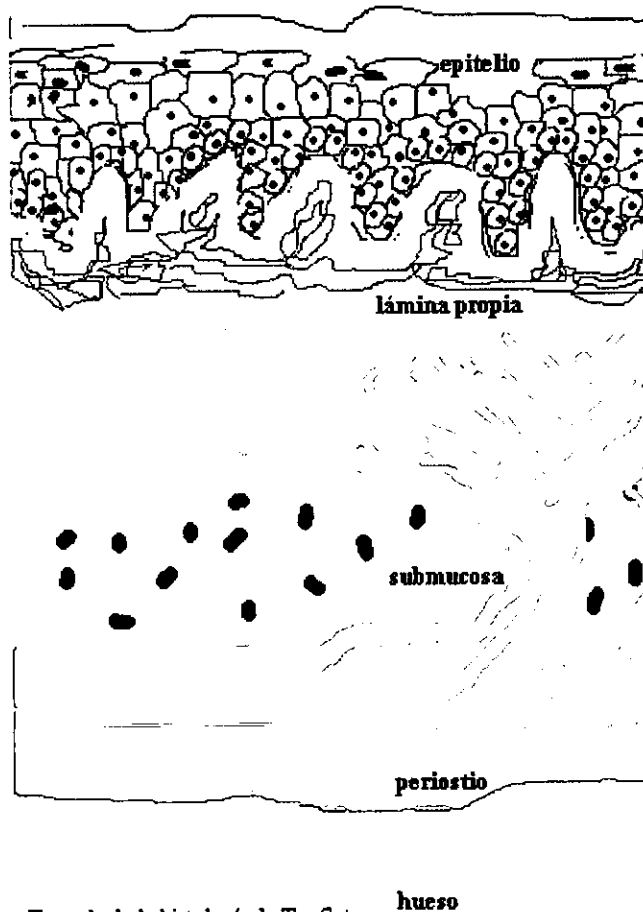 epitelio
lámina propia
submucosa
periostio
hueso